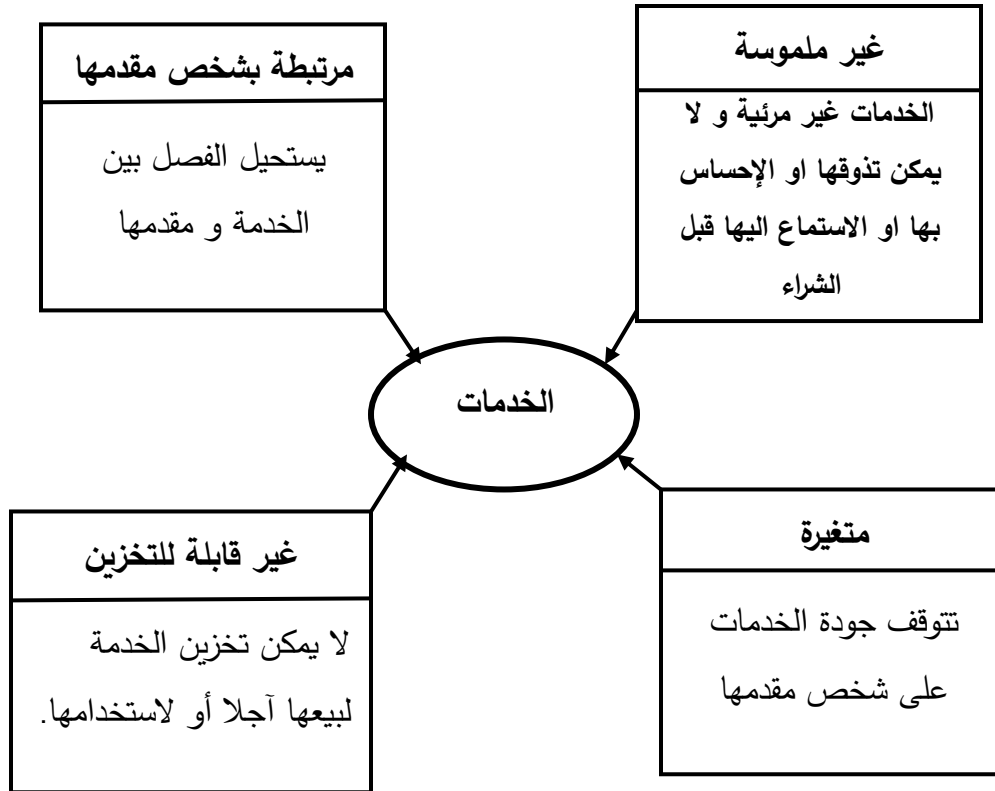 غير ملموسة
الخدمات غير مرئية و لا
يمكن تذوقها او الإحساس
بها او الاستماع اليها قبل
الشراء
مرتبطة بشخص مقدمها
يستحيل الفصل بين
الخدمة و مقدمها
الخدمات
متغيرة
تتوقف جودة الخدمات
على شخص مقدمها
غير قابلة للتخزين
لا يمكن تخزين الخدمة
لبيعها آجلا أو لاستخدامها.